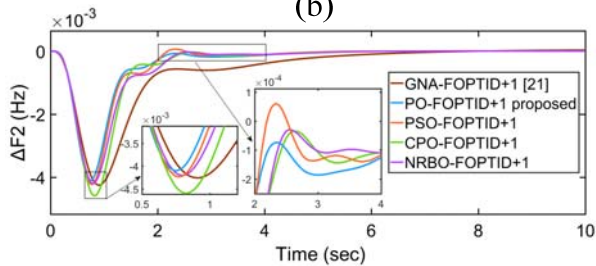 (b)
×10⁻³
0
-2
-4
ΔF2 (Hz)
GNA-FOPTID+1 [21]
PO-FOPTID+1 proposed
PSO-FOPTID+1
CPO-FOPTID+1
NRBO-FOPTID+1
×10⁻³
-3.5
-4
-4.5
0.5 1
×10⁻⁴
1
0
-1
-2
2 3 4
0 2 4 6 8 10
Time (sec)